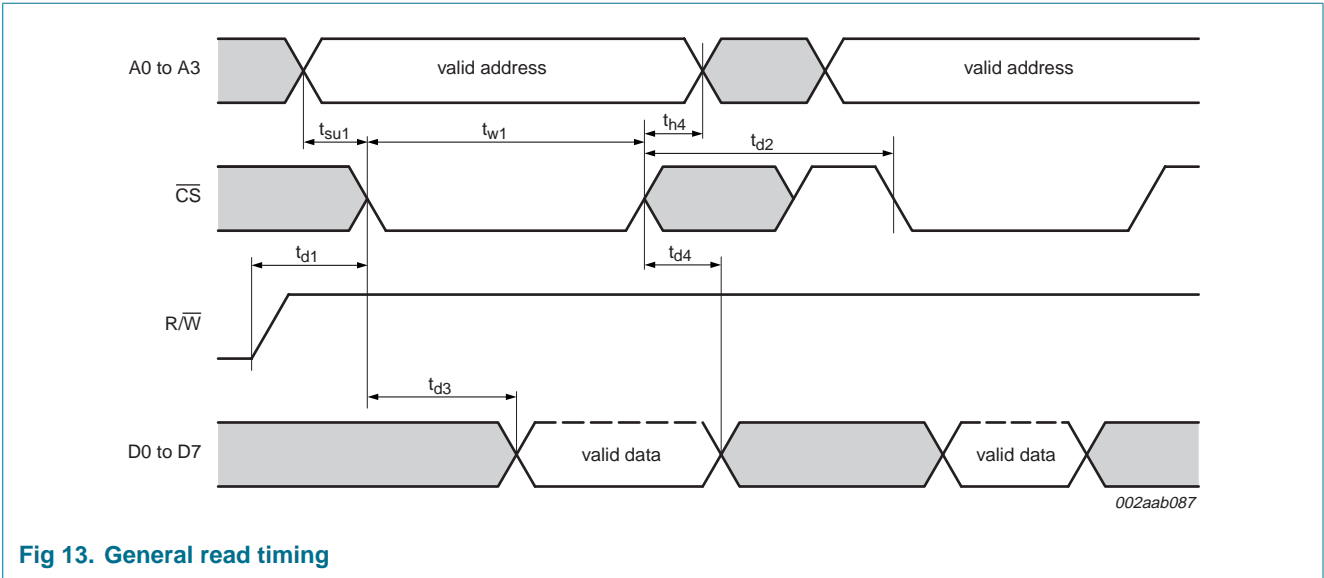 A0 to A3
valid address
valid address
tsu1
tw1
th4
td2
CS
td1
td4
R/W
td3
D0 to D7
valid data
valid data
002aab087
Fig 13. General read timing